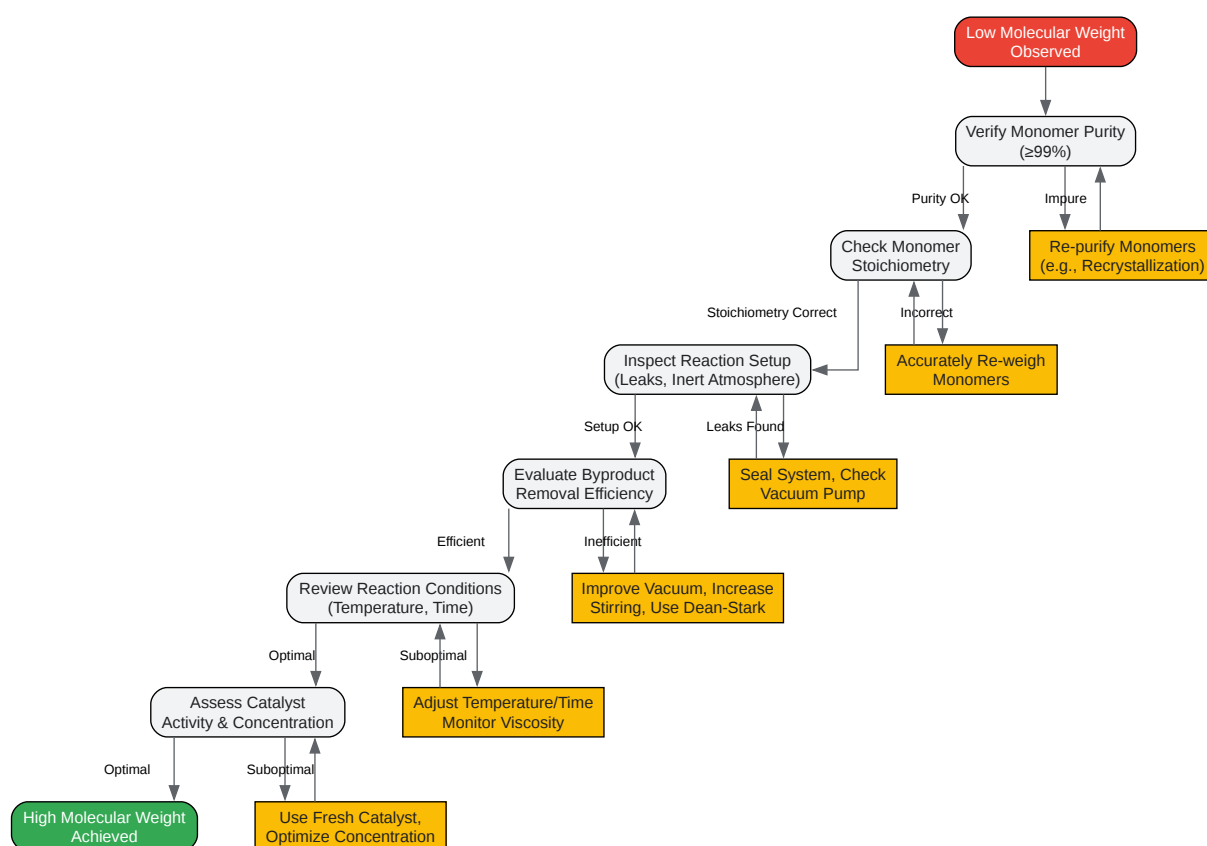 Low Molecular Weight
Observed
Verify Monomer Purity
(≥99%)
Purity OK
Impure
Check Monomer
Stoichiometry
Re-purify Monomers
(e.g., Recrystallization)
Stoichiometry Correct
Incorrect
Inspect Reaction Setup
(Leaks, Inert Atmosphere)
Accurately Re-weigh
Monomers
Setup OK
Leaks Found
Evaluate Byproduct
Removal Efficiency
Seal System, Check
Vacuum Pump
Efficient
Inefficient
Review Reaction Conditions
(Temperature, Time)
Improve Vacuum, Increase
Stirring, Use Dean-Stark
Optimal
Suboptimal
Assess Catalyst
Activity & Concentration
Adjust Temperature/Time
Monitor Viscosity
Optimal
Suboptimal
High Molecular Weight
Achieved
Use Fresh Catalyst,
Optimize Concentration